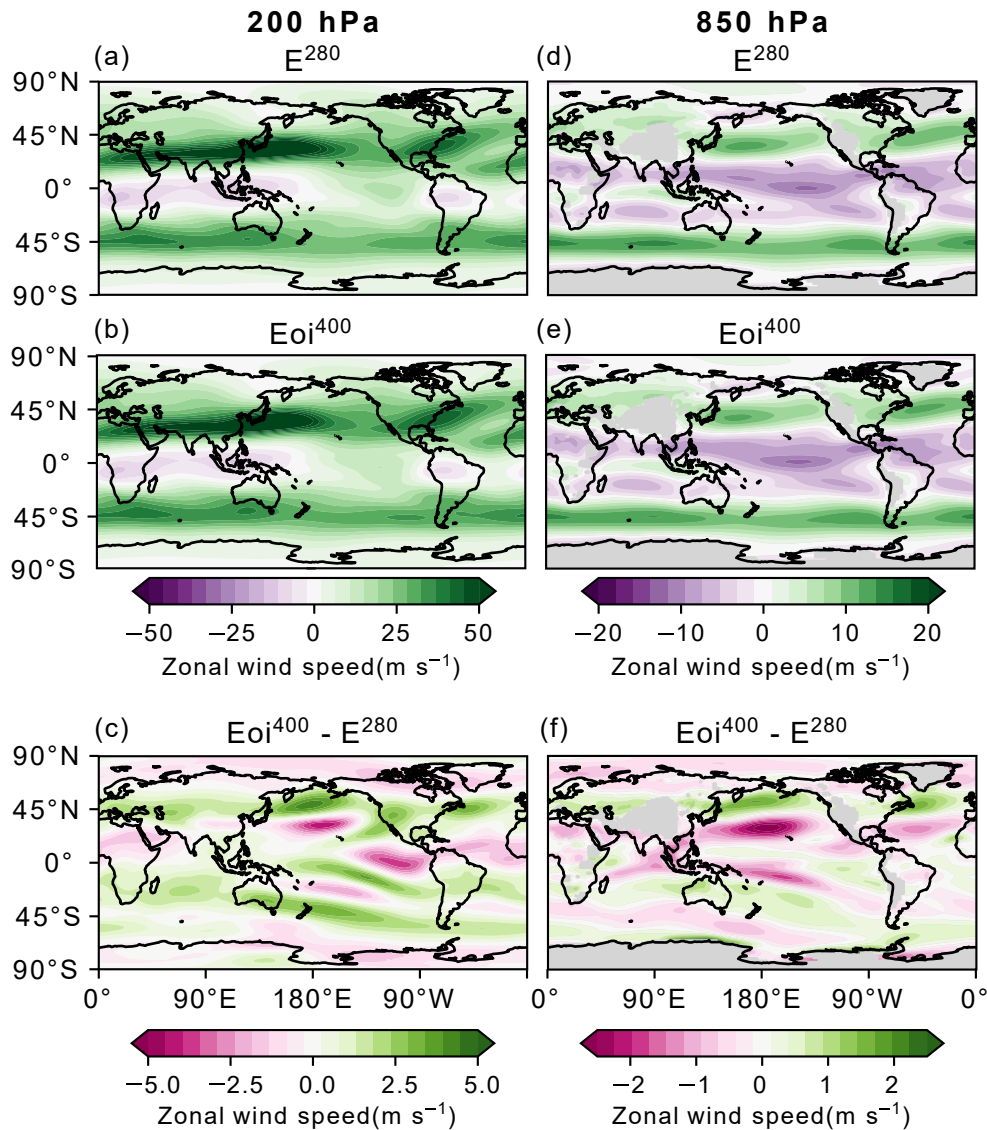 200 hPa
850 hPa
(a)
E²⁸⁰
(d)
E²⁸⁰
90°N
45°N
0°
45°S
90°S
(b)
Eoi⁴⁰⁰
(e)
Eoi⁴⁰⁰
90°N
45°N
0°
45°S
90°S
−50 −25 0 25 50
Zonal wind speed(m s⁻¹)
−20 −10 0 10 20
Zonal wind speed(m s⁻¹)
(c)
Eoi⁴⁰⁰ - E²⁸⁰
(f)
Eoi⁴⁰⁰ - E²⁸⁰
90°N
45°N
0°
45°S
90°S
0° 90°E 180°E 90°W
0° 90°E 180°E 90°W 0°
−5.0 −2.5 0.0 2.5 5.0
Zonal wind speed(m s⁻¹)
−2 −1 0 1 2
Zonal wind speed(m s⁻¹)